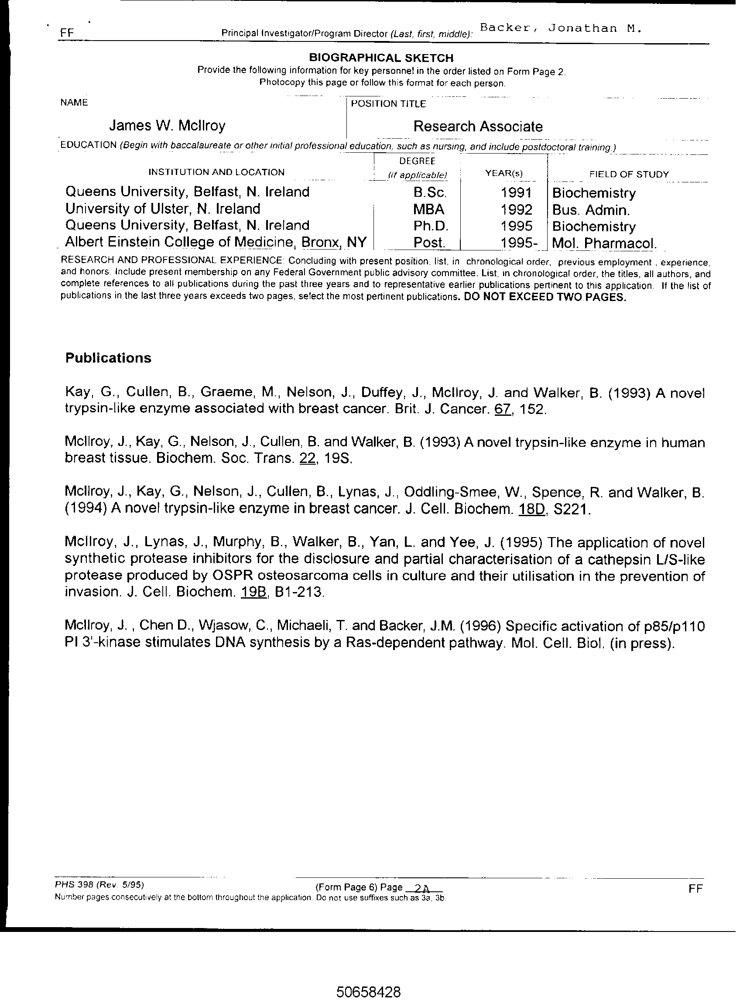 FF
Principal Investigator/Program Director (Last, first, middle): Backer, Jonathan M.
BIOGRAPHICAL SKETCH
Provide the following information for key personnel in the order listed on Form Page 2.
Photocopy this page or follow this format for each person.
NAME POSITION TITLE
James W. McIlroy Research Associate
EDUCATION (Begin with baccalaureate or other initial professional education, such as nursing, and include postdoctoral training.)
INSTITUTION AND LOCATION DEGREE (if applicable) YEAR(s) FIELD OF STUDY
Queens University, Belfast, N. Ireland B.Sc. 1991 Biochemistry
University of Ulster, N. Ireland MBA 1992 Bus. Admin.
Queens University, Belfast, N. Ireland Ph.D. 1995 Biochemistry
Albert Einstein College of Medicine, Bronx, NY Post. 1995- Mol. Pharmacol.
RESEARCH AND PROFESSIONAL EXPERIENCE: Concluding with present position, list, in chronological order, previous employment, experience,
and honors. Include present membership on any Federal Government public advisory committee. List, in chronological order, the titles, all authors, and
complete references to all publications during the past three years and to representative earlier publications pertinent to this application. If the list of
publications in the last three years exceeds two pages, select the most pertinent publications. DO NOT EXCEED TWO PAGES.
Publications
Kay, G., Cullen, B., Graeme, M., Nelson, J., Duffey, J., McIlroy, J. and Walker, B. (1993) A novel
trypsin-like enzyme associated with breast cancer. Brit. J. Cancer. 67, 152.
McIlroy, J., Kay, G., Nelson, J., Cullen, B. and Walker, B. (1993) A novel trypsin-like enzyme in human
breast tissue. Biochem. Soc. Trans. 22, 19S.
McIlroy, J., Kay, G., Nelson, J., Cullen, B., Lynas, J., Oddling-Smee, W., Spence, R. and Walker, B.
(1994) A novel trypsin-like enzyme in breast cancer. J. Cell. Biochem. 18D, S221.
McIlroy, J., Lynas, J., Murphy, B., Walker, B., Yan, L. and Yee, J. (1995) The application of novel
synthetic protease inhibitors for the disclosure and partial characterisation of a cathepsin L/S-like
protease produced by OSPR osteosarcoma cells in culture and their utilisation in the prevention of
invasion. J. Cell. Biochem. 19B, B1-213.
McIlroy, J. , Chen D., Wjasow, C., Michaeli, T. and Backer, J.M. (1996) Specific activation of p85/p110
PI 3'-kinase stimulates DNA synthesis by a Ras-dependent pathway. Mol. Cell. Biol. (in press).
PHS 398 (Rev. 5/95) (Form Page 6) Page 2A FF
Number pages consecutively at the bottom throughout the application. Do not use suffixes such as 3a, 3b.
50658428